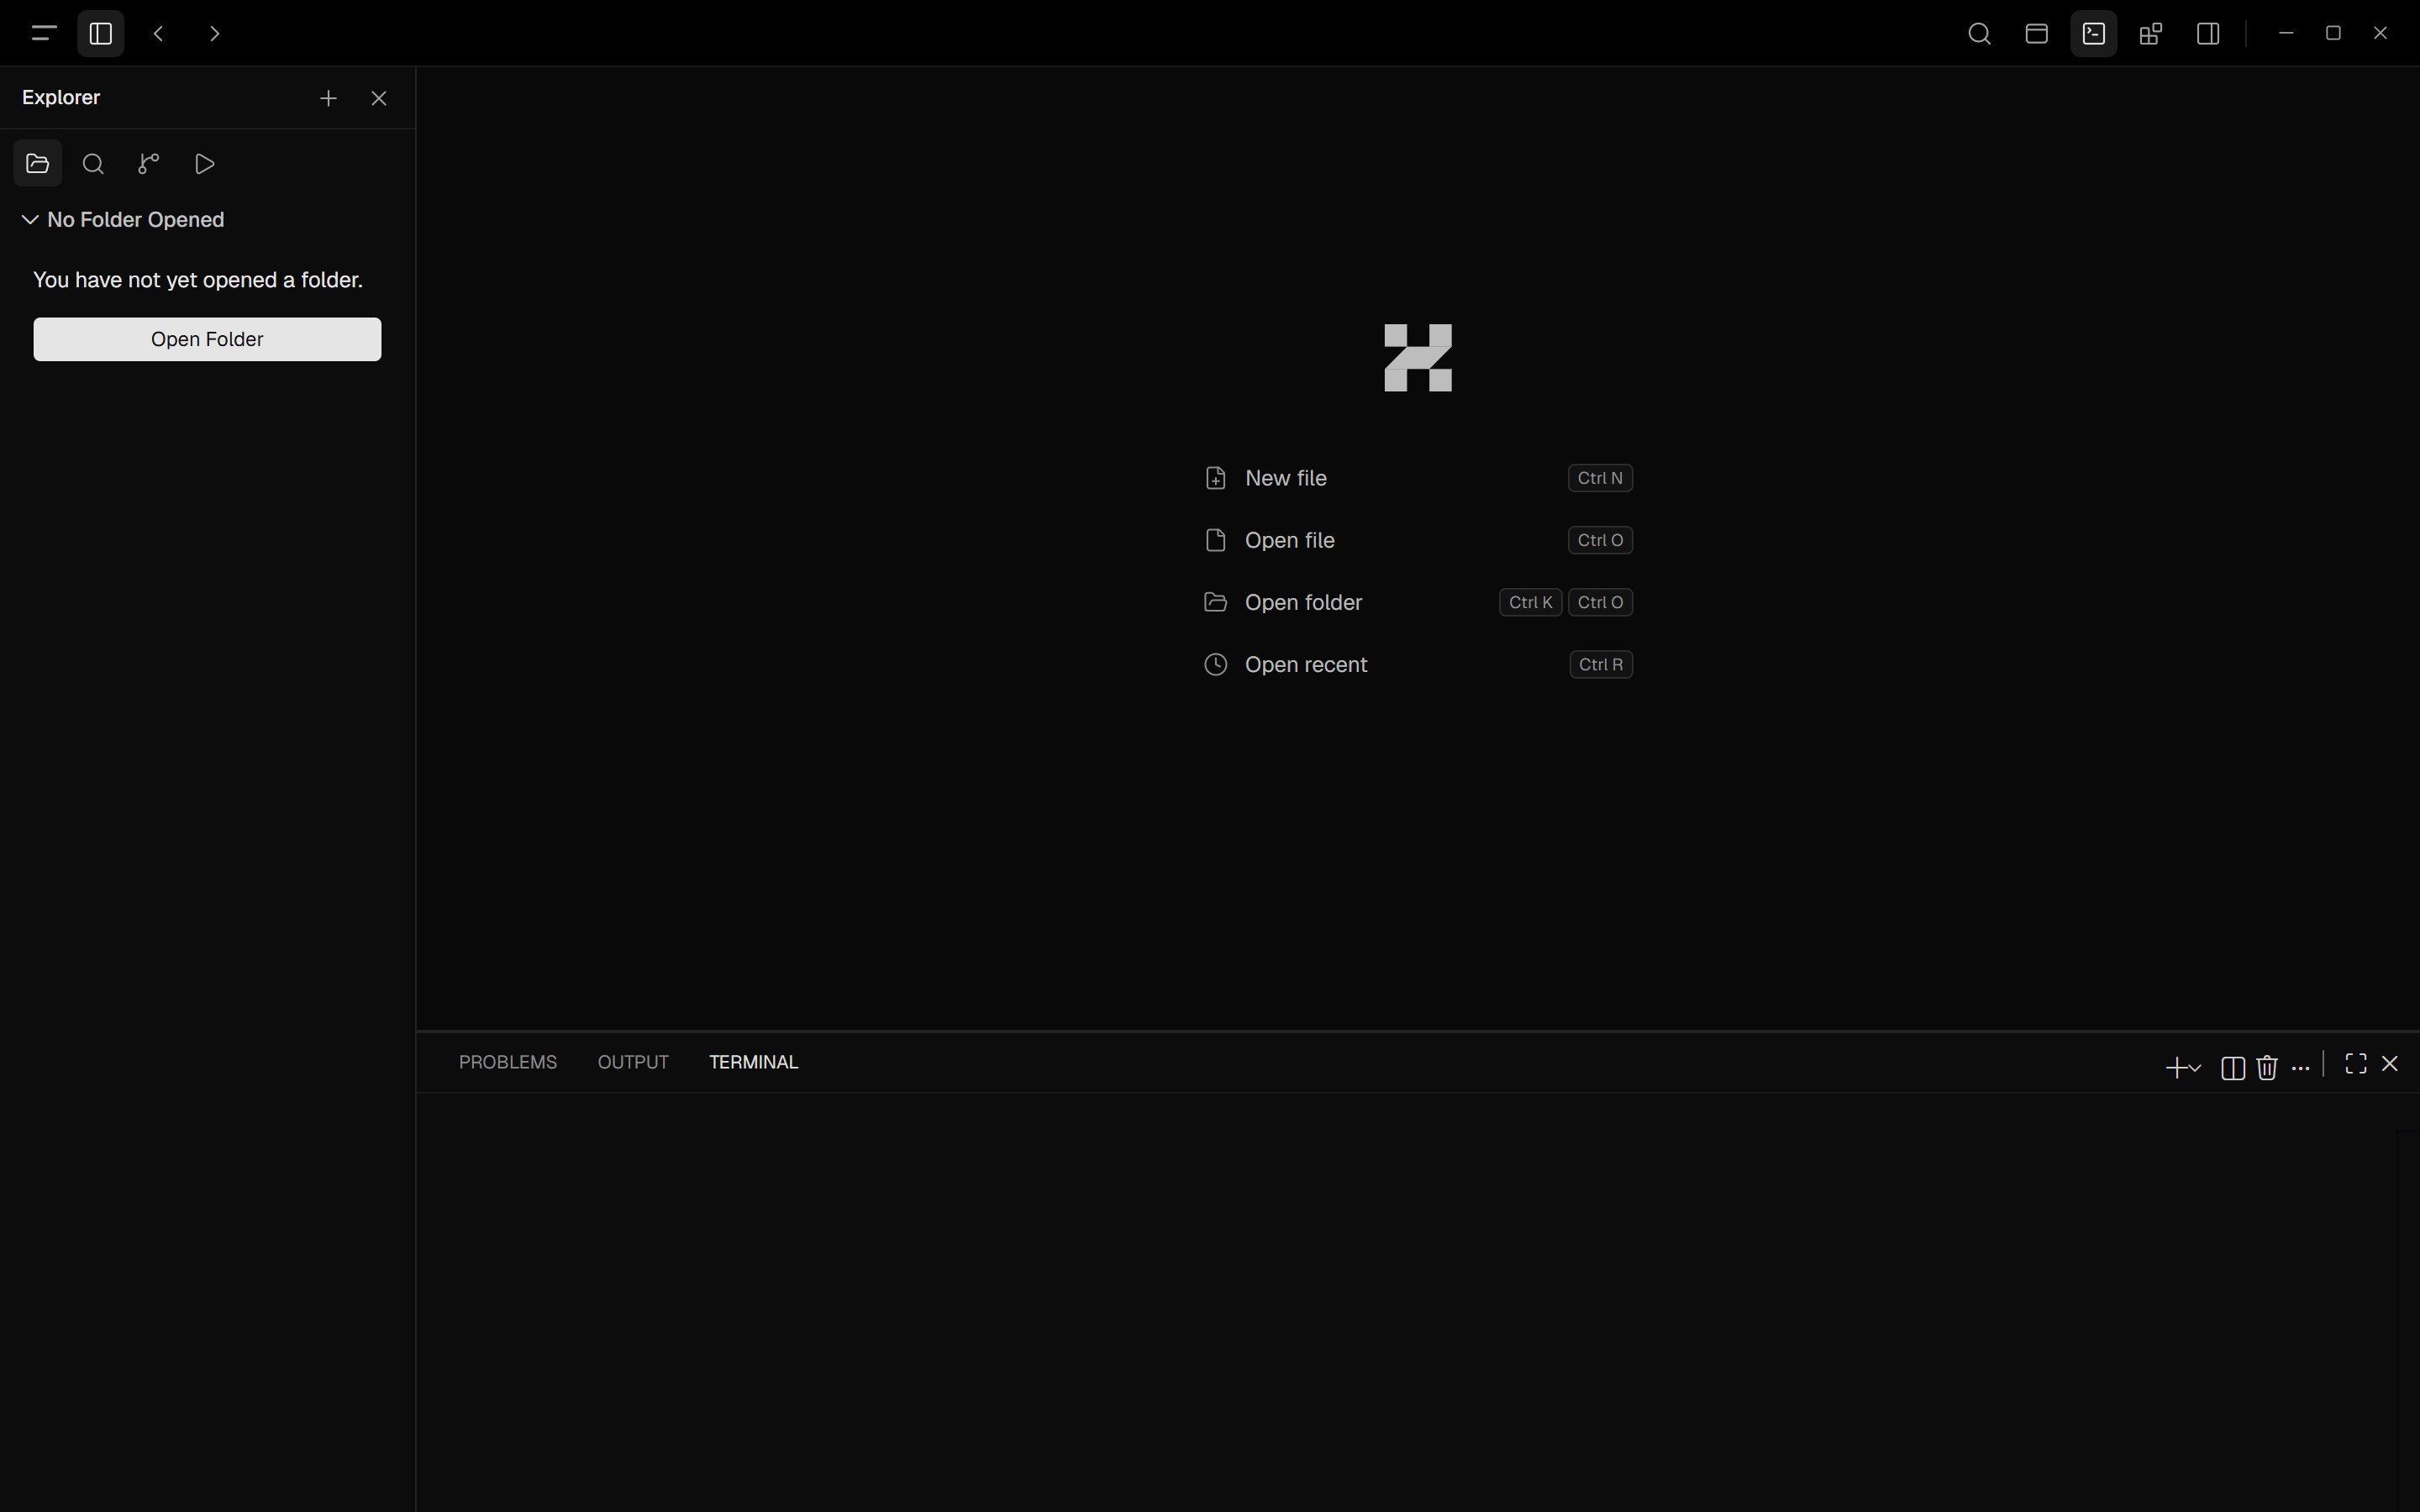 Explorer
No Folder Opened
You have not yet opened a folder.
Open Folder
New file Ctrl N
Open file Ctrl O
Open folder Ctrl K Ctrl O
Open recent Ctrl R
PROBLEMS OUTPUT TERMINAL